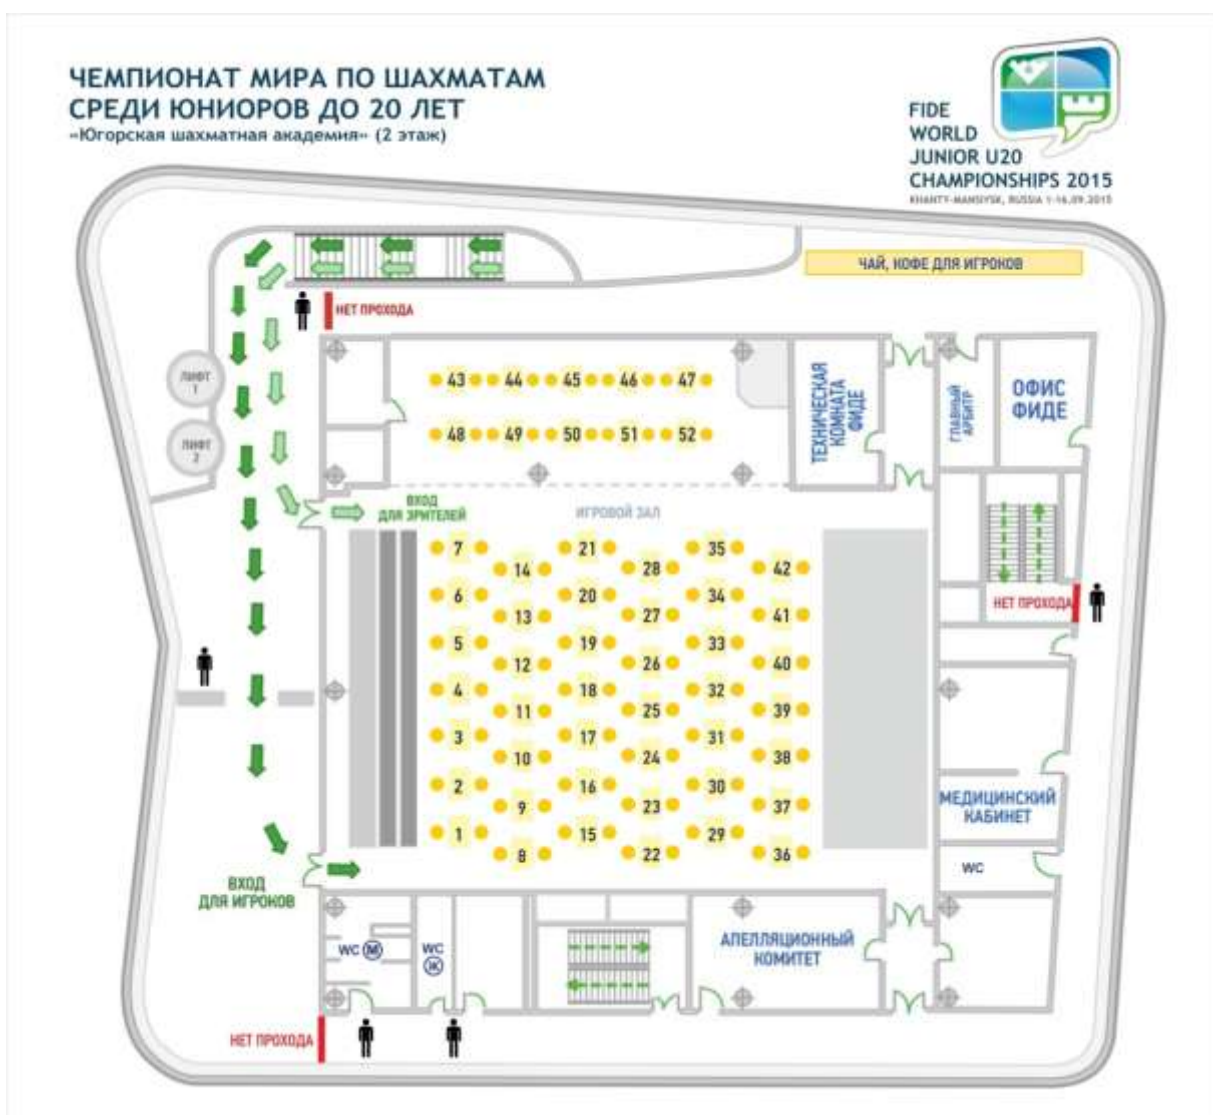 ЧЕМПИОНАТ МИРА ПО ШАХМАТАМ
СРЕДИ ЮНИОРОВ ДО 20 ЛЕТ
«Югорская шахматная академия» (2 этаж)
FIDE
WORLD
JUNIOR U20
CHAMPIONSHIPS 2015
KHANTY-MANSIYSK, RUSSIA 1-16.09.2015
ЧАЙ, КОФЕ ДЛЯ ИГРОКОВ
НЕТ ПРОХОДА
ЛИФТ
1
ЛИФТ
2
43 44 45 46 47
48 49 50 51 52
ТЕХНИЧЕСКАЯ
КОМНАТА
ФИДЕ
ГЛАВНЫЙ
АРБИТР
ОФИС
ФИДЕ
ВХОД
ДЛЯ ЗРИТЕЛЕЙ
ИГРОВОЙ ЗАЛ
7 21 35
14 28 42
6 20 34
13 27 41
5 19 33
12 26 40
4 18 32
11 25 39
3 17 31
10 24 38
2 16 30
9 23 37
1 15 29
8 22 36
НЕТ ПРОХОДА
МЕДИЦИНСКИЙ
КАБИНЕТ
WC
ВХОД
ДЛЯ ИГРОКОВ
WC М
WC
Ж
АПЕЛЛЯЦИОННЫЙ
КОМИТЕТ
НЕТ ПРОХОДА